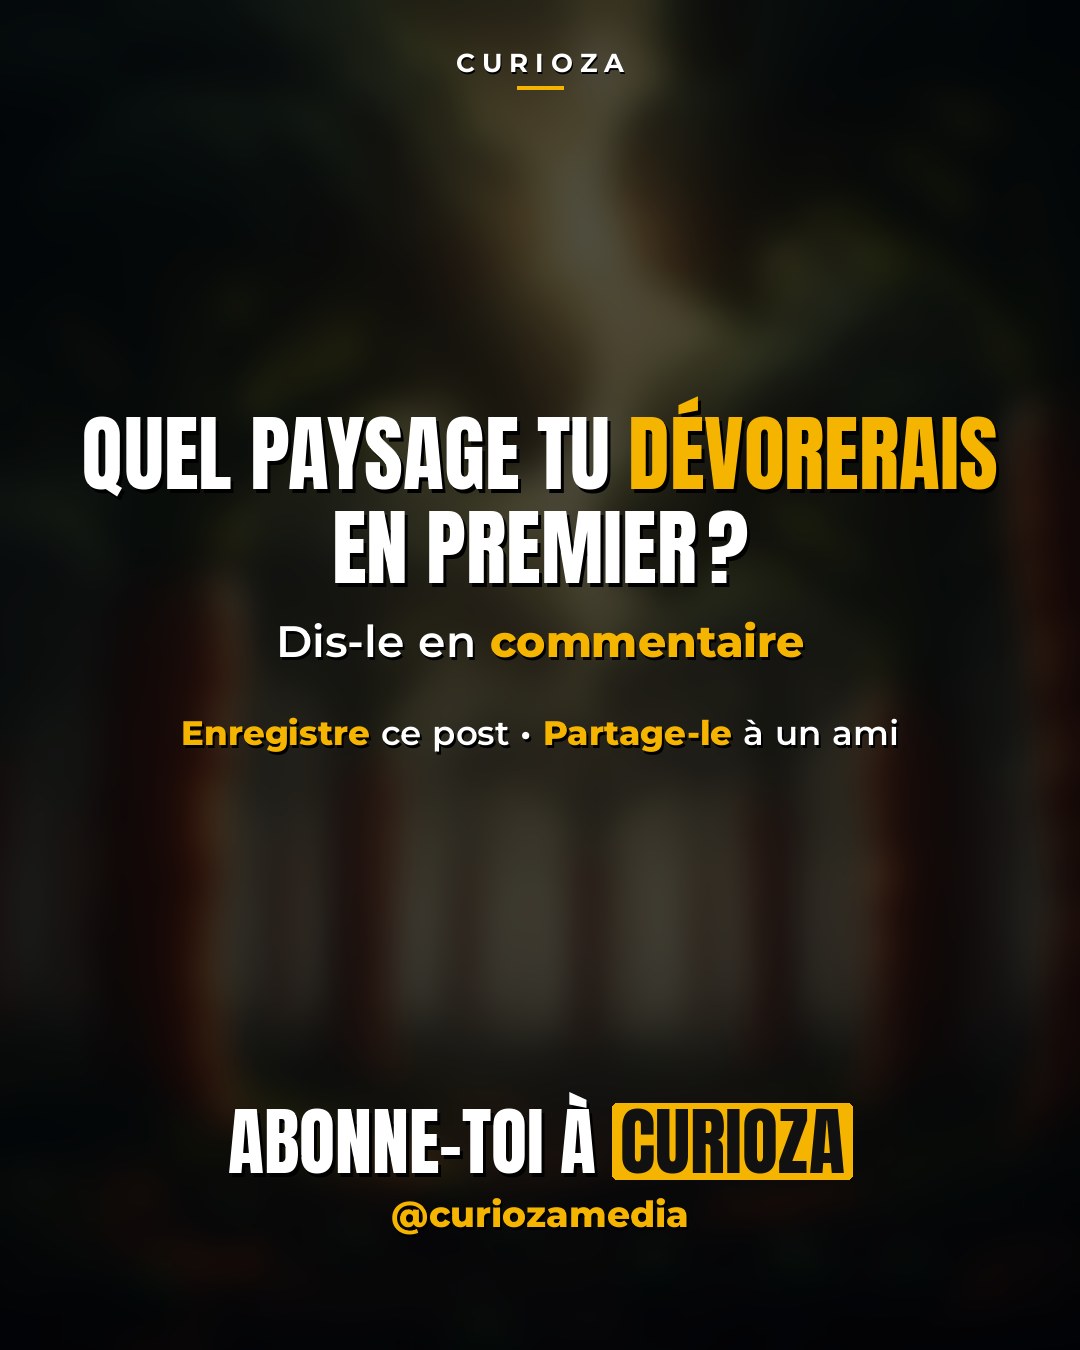 CURIOZA
QUEL PAYSAGE TU DÉVORERAIS
EN PREMIER ?
Dis-le en commentaire
Enregistre ce post • Partage-le à un ami
ABONNE-TOI À CURIOZA
@curiozamedia